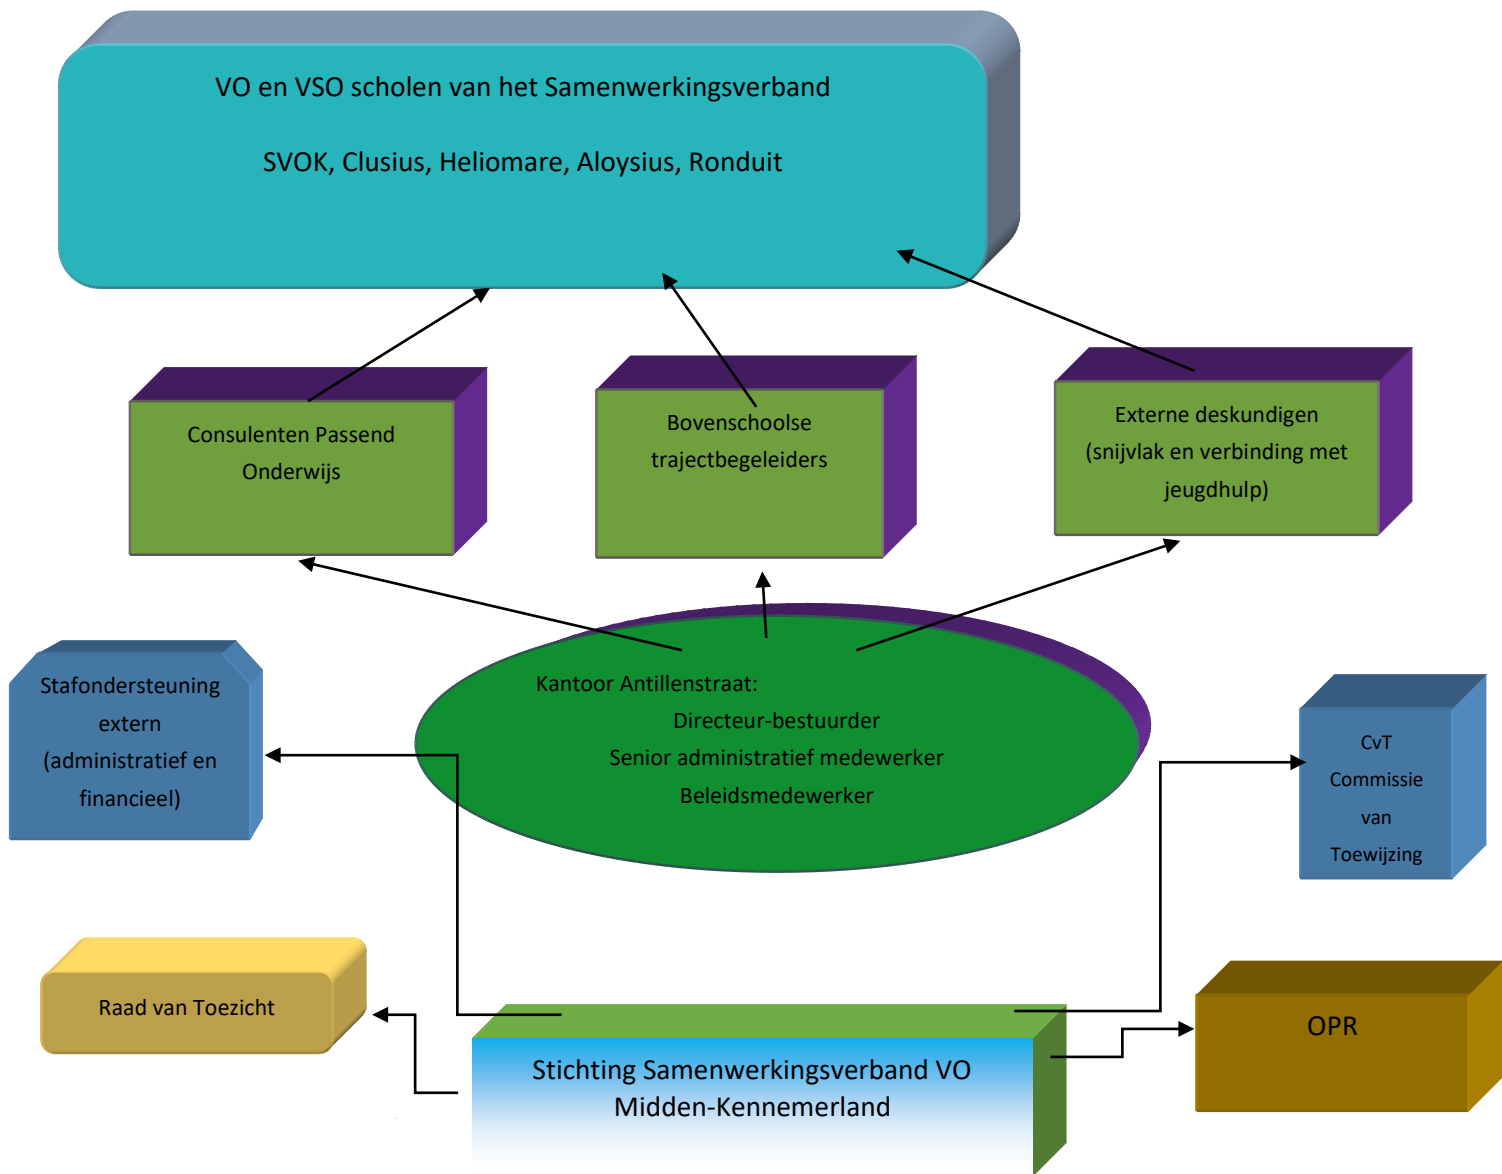 VO en VSO scholen van het Samenwerkingsverband
SVOK, Clusius, Heliomare, Aloysius, Ronduit
Consulenten Passend
Onderwijs
Bovenschoolse
trajectbegeleiders
Externe deskundigen
(snijvlak en verbinding met
jeugdhulp)
Stafondersteuning
extern
(administratief en
financieel)
Kantoor Antillenstraat:
Directeur-bestuurder
Senior administratief medewerker
Beleidsmedewerker
CvT
Commissie
van
Toewijzing
Raad van Toezicht
Stichting Samenwerkingsverband VO
Midden-Kennemerland
OPR